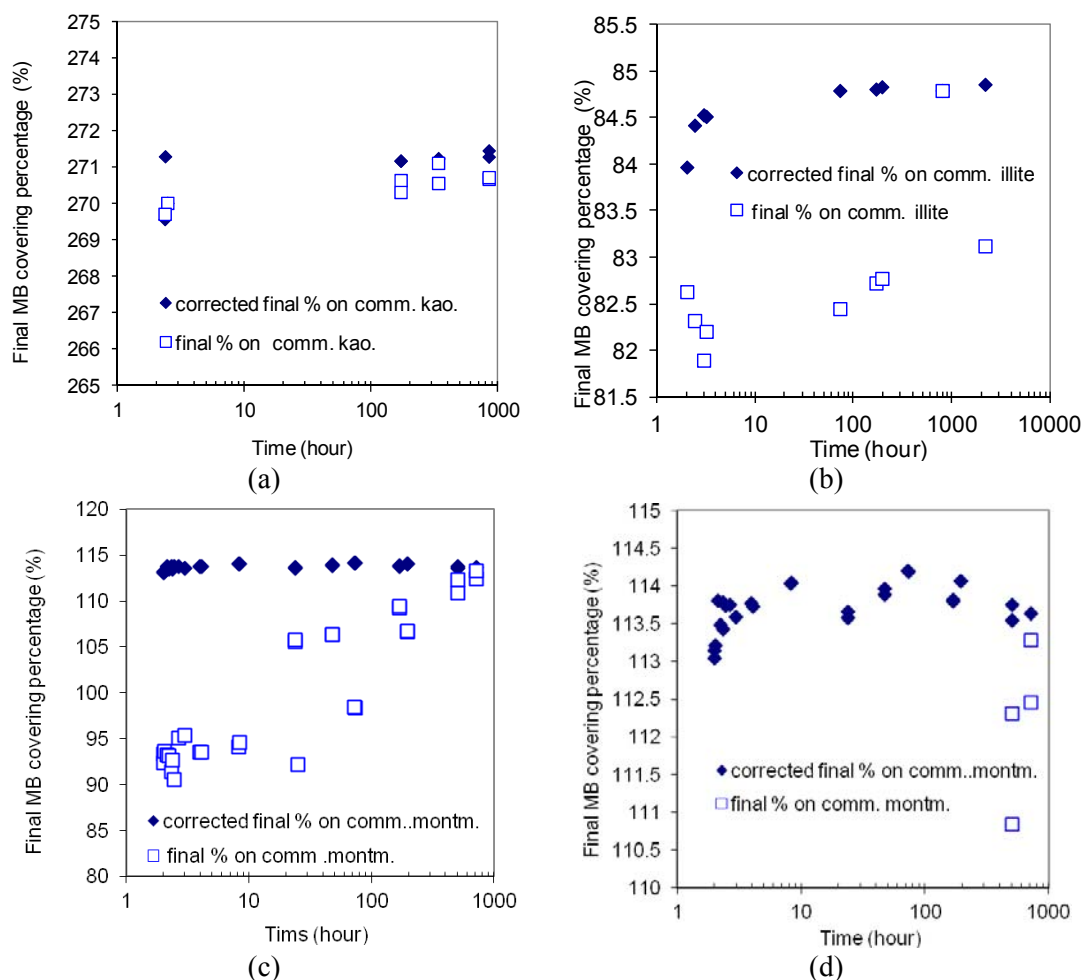 275
274
273
272
271
270
269
268
267
266
265
Final MB covering percentage (%)
corrected final % on comm. kao.
final % on comm. kao.
1 10 100 1000
Time (hour)
(a)
86
85.5
85
84.5
84
83.5
83
82.5
82
81.5
Final MB covering percentage (%)
corrected final % on comm. illite
final % on comm. illite
1 10 100 1000 10000
Time (hour)
(b)
120
115
110
105
100
95
90
85
80
Final MB covering percentage (%)
corrected final % on comm..montm.
final % on comm .montm.
1 10 100 1000
Tims (hour)
(c)
115
114.5
114
113.5
113
112.5
112
111.5
111
110.5
110
Final MB covering percentage (%)
corrected final % on comm..montm.
final % on comm. montm.
1 10 100 1000
Time (hour)
(d)